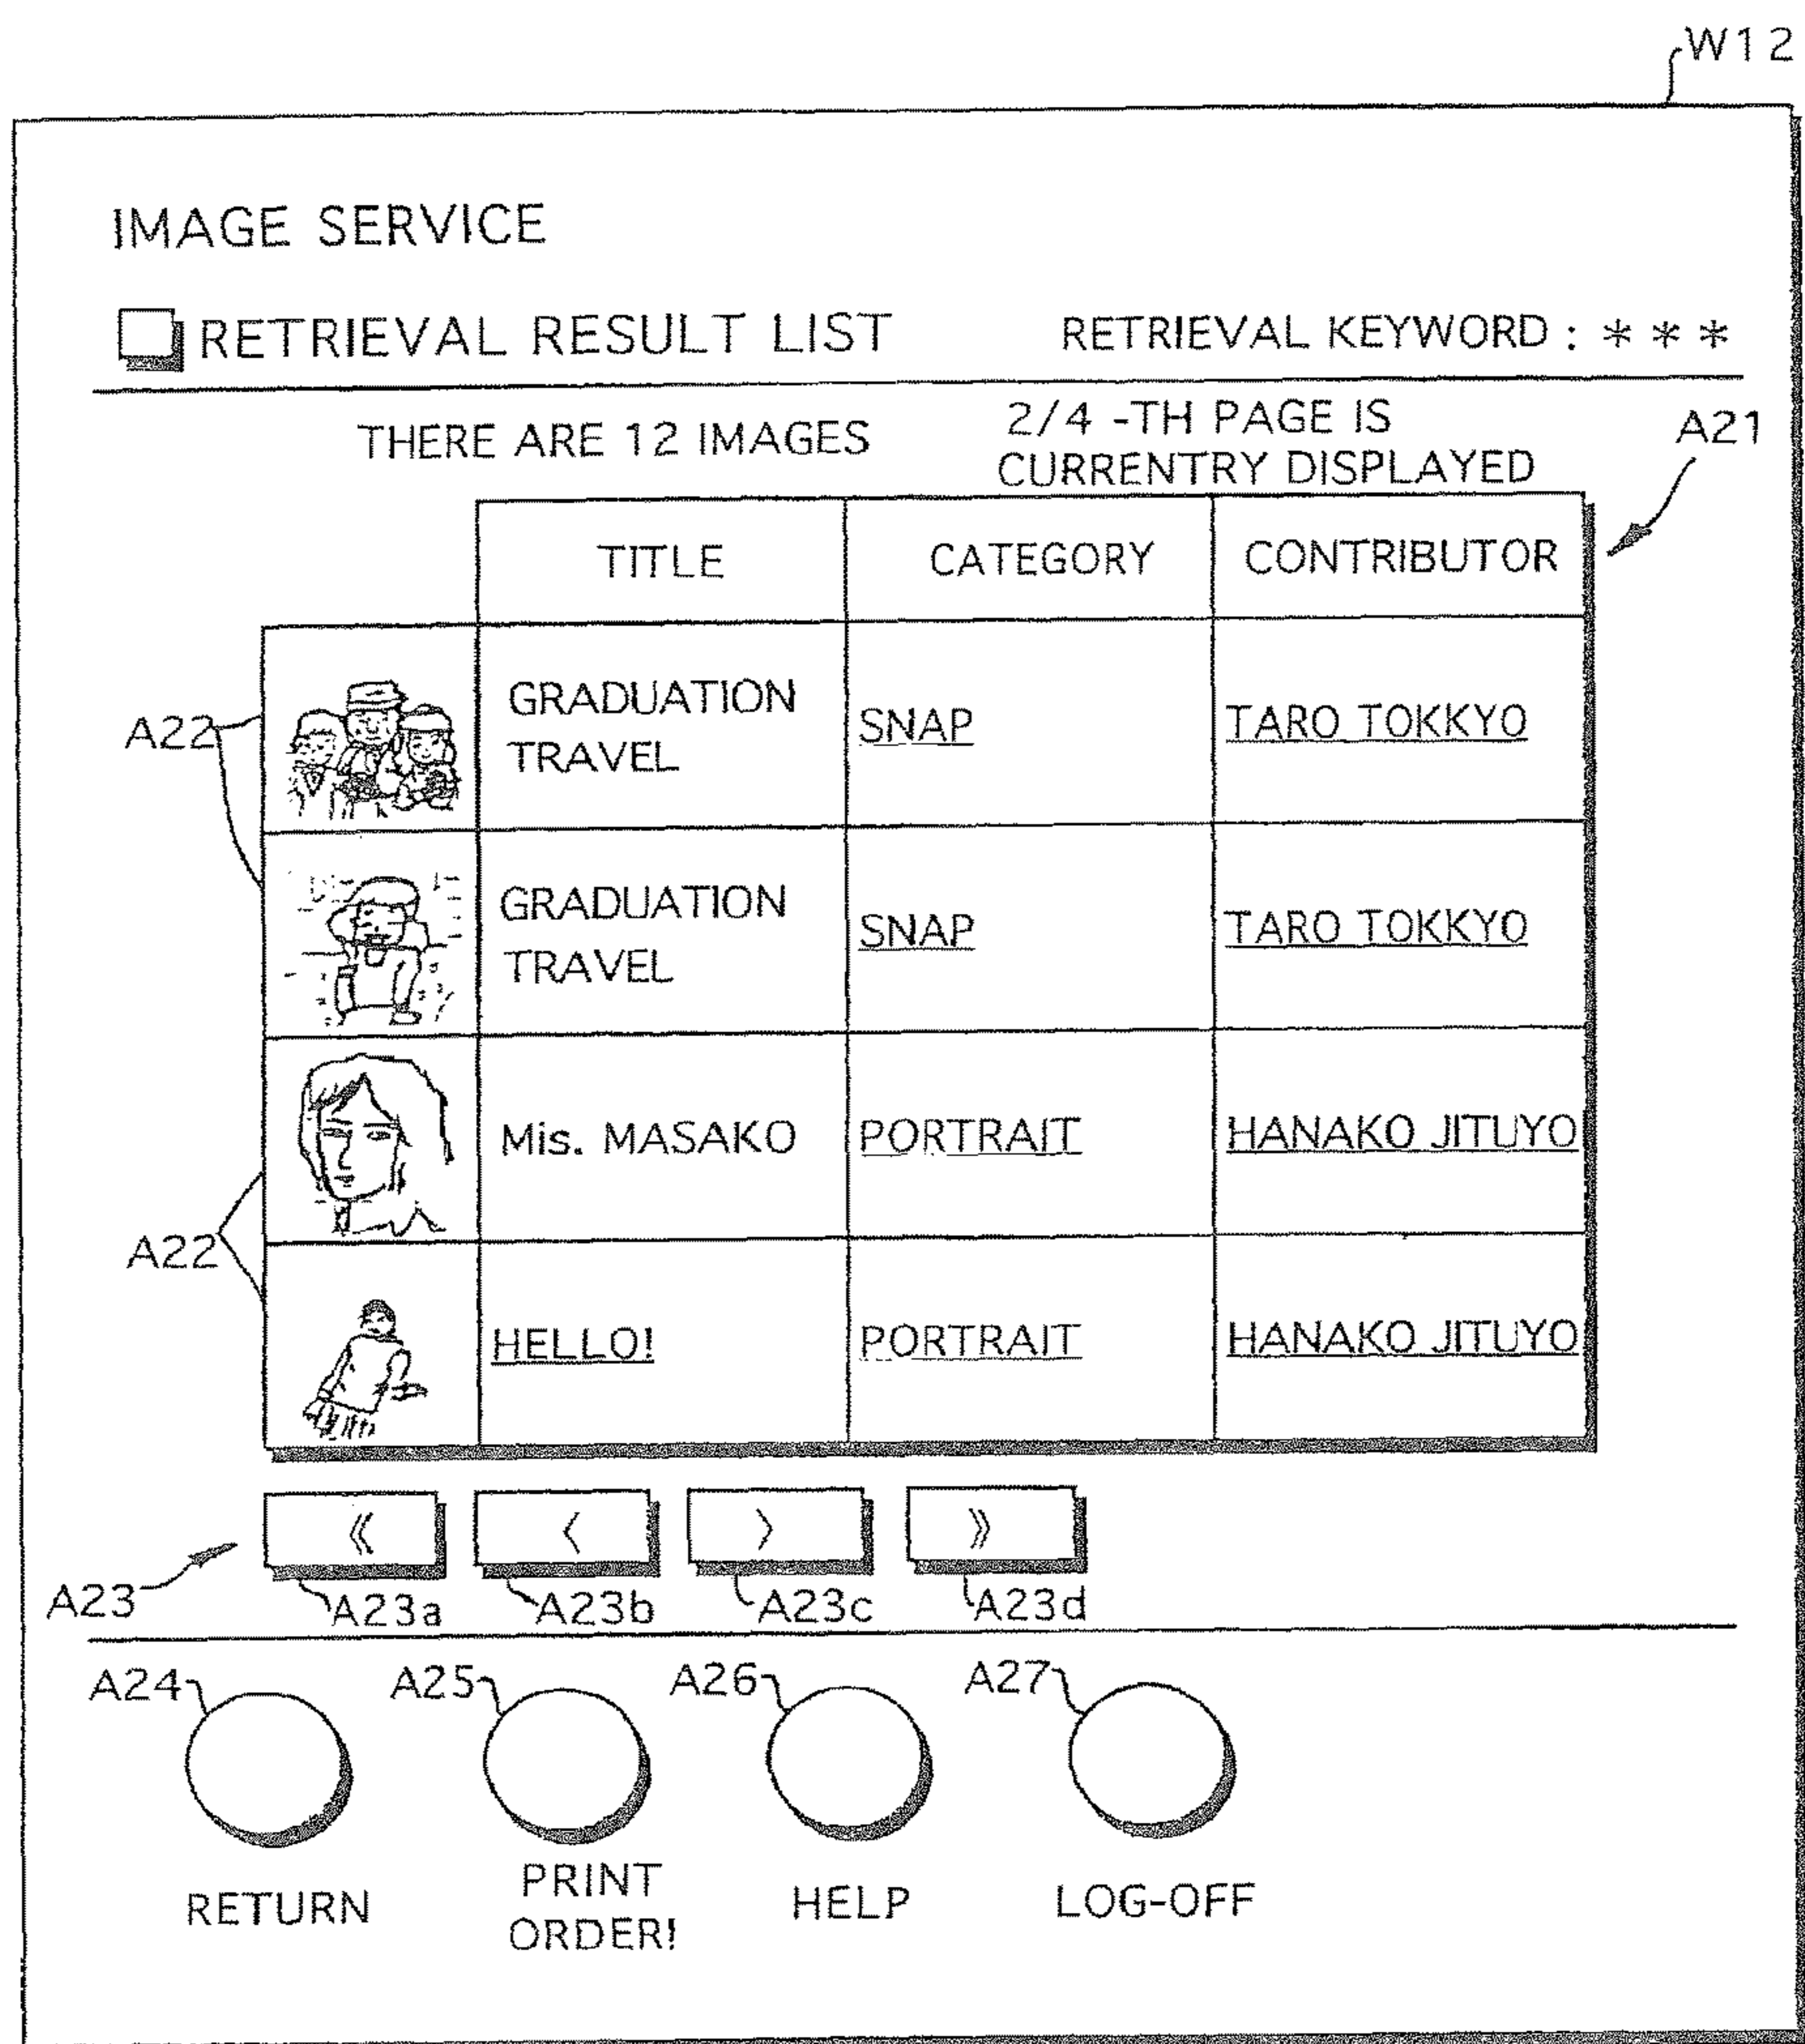 W12
IMAGE SERVICE
RETRIEVAL RESULT LIST
RETRIEVAL KEYWORD : * * *
THERE ARE 12 IMAGES
2/4 -TH PAGE IS
CURRENTRY DISPLAYED
A21
TITLE
CATEGORY
CONTRIBUTOR
A22
GRADUATION
TRAVEL
SNAP
TARO TOKKYO
GRADUATION
TRAVEL
SNAP
TARO TOKKYO
Mis. MASAKO
PORTRAIT
HANAKO JITUYO
A22
HELLO!
PORTRAIT
HANAKO JITUYO
《
〈
〉
》
A23
A23a
A23b
A23c
A23d
A24
A25
A26
A27
RETURN
PRINT
ORDER!
HELP
LOG-OFF